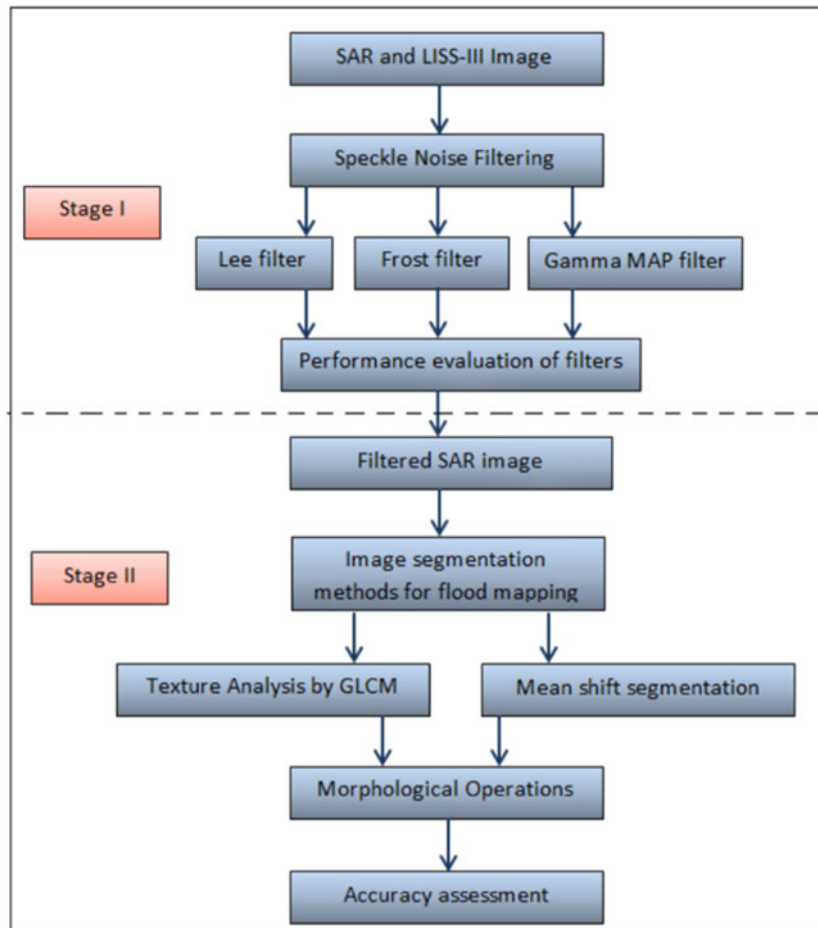 SAR and LISS-III Image
Speckle Noise Filtering
Stage I
Lee filter
Frost filter
Gamma MAP filter
Performance evaluation of filters
Filtered SAR image
Stage II
Image segmentation
methods for flood mapping
Texture Analysis by GLCM
Mean shift segmentation
Morphological Operations
Accuracy assessment